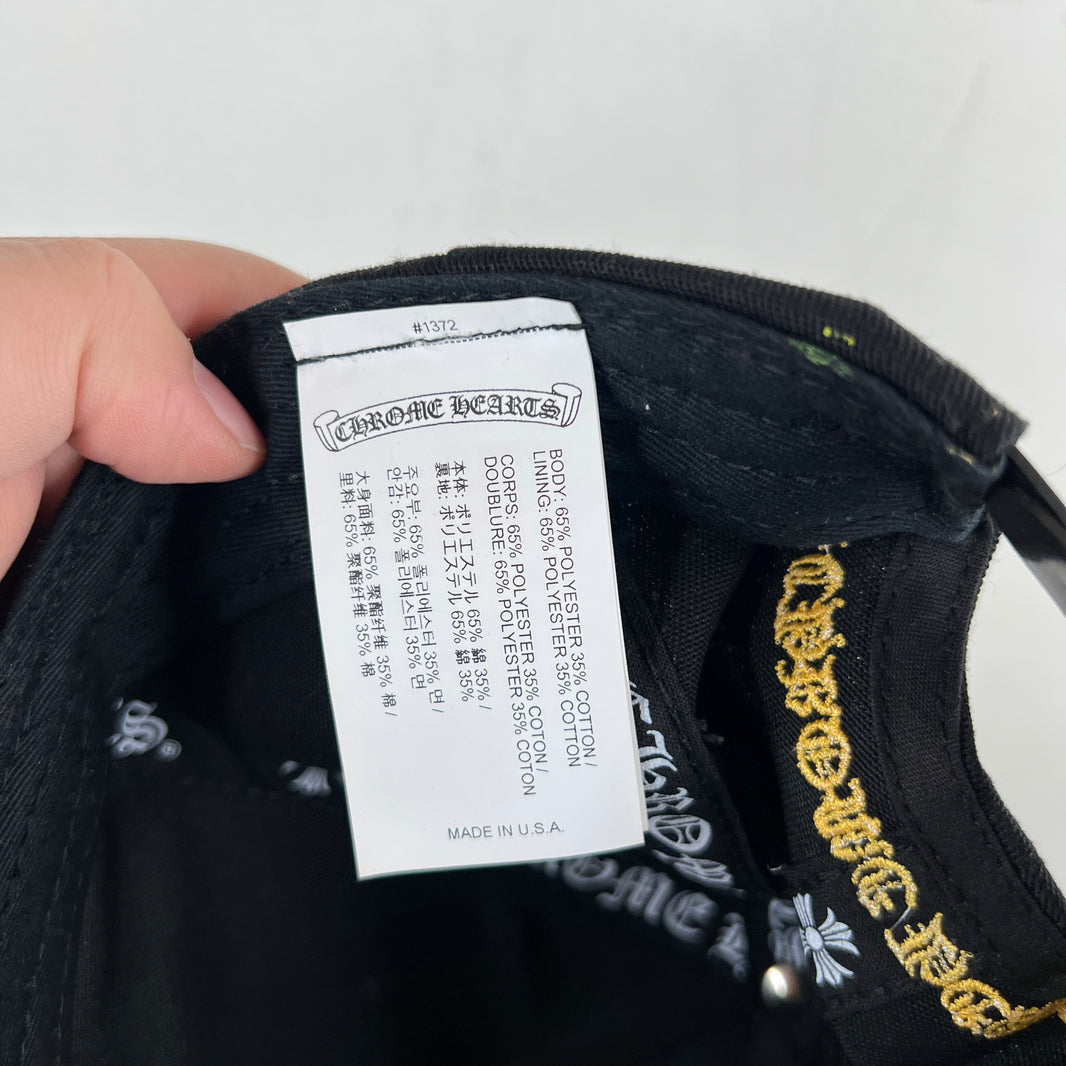 #1372
CHROME HEARTS
BODY: 65% POLYESTER 35% COTTON /
LINING: 65% POLYESTER 35% COTTON
CORPS: 65% POLYESTER 35% COTON /
DOUBLURE: 65% POLYESTER 35% COTON
本体: ポリエステル 65% 綿 35% /
裏地: ポリエステル 65% 綿 35%
주요부: 65% 폴리에스터 35% 면 /
안감: 65% 폴리에스터 35% 면
大身面料: 65% 聚酯纤维 35% 棉 /
里料: 65% 聚酯纤维 35% 棉
MADE IN U.S.A.